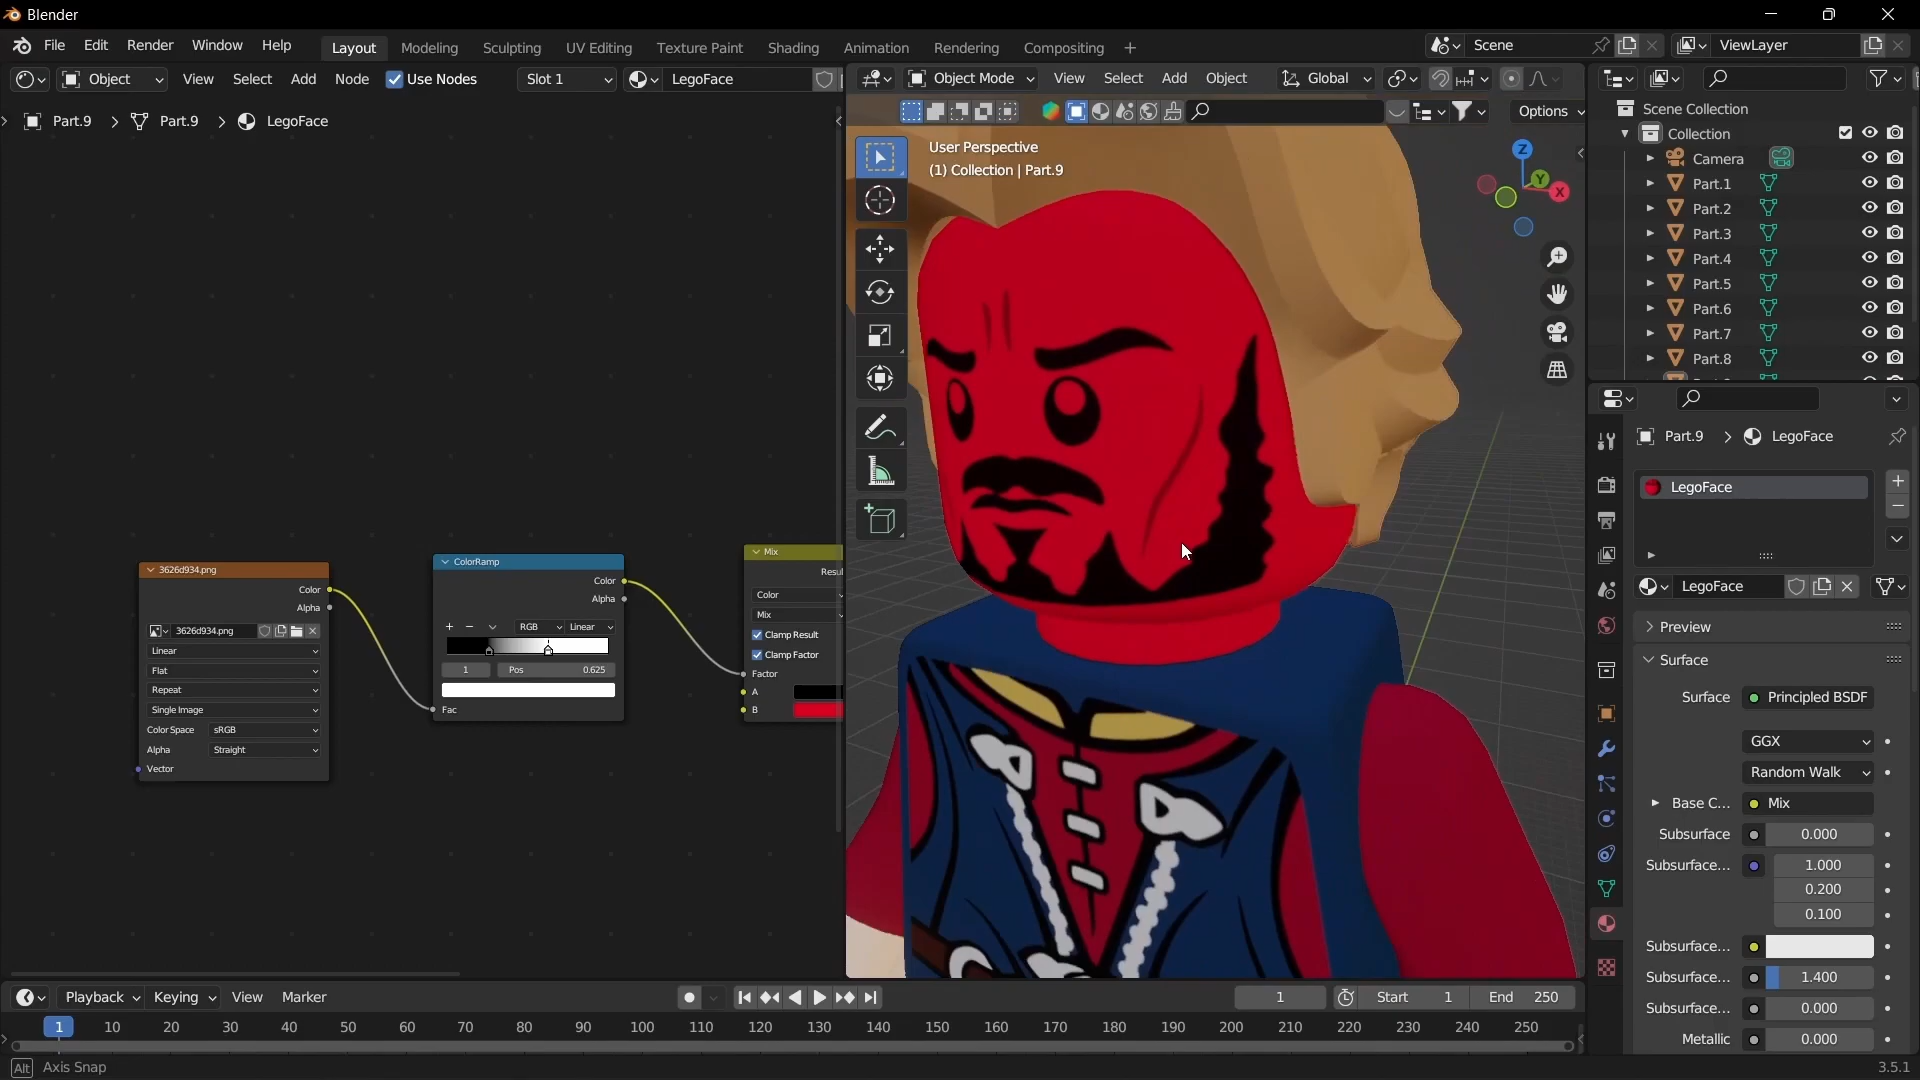 Blender
File Edit Render Window Help Layout Modeling Sculpting UV Editing Texture Paint Shading Animation Rendering Compositing + Scene ViewLayer
Object View Select Add Node Use Nodes Slot 1 LegoFace
Object Mode View Select Add Object Global
Options
Part.9 > Part.9 > LegoFace
User Perspective
(1) Collection | Part.9
Z
Y
X
3626d934.png
Color
Alpha
3626d934.png
Linear
Flat
Repeat
Single Image
Color Space sRGB
Alpha Straight
Vector
ColorRamp
Color
Alpha
+ − RGB Linear
1 Pos 0.625
Fac
Mix
Resul
Color
Mix
Clamp Result
Clamp Factor
Factor
A
B
Scene Collection
Collection
Camera
Part.1
Part.2
Part.3
Part.4
Part.5
Part.6
Part.7
Part.8
Part.9 > LegoFace
LegoFace
LegoFace
Preview
Surface
Surface Principled BSDF
GGX
Random Walk
Base C... Mix
Subsurface 0.000
Subsurface... 1.000
0.200
0.100
Subsurface...
Subsurface... 1.400
Subsurface... 0.000
Metallic 0.000
Playback Keying View Marker 1 Start 1 End 250
1 10 20 30 40 50 60 70 80 90 100 110 120 130 140 150 160 170 180 190 200 210 220 230 240 250
Alt Axis Snap 3.5.1